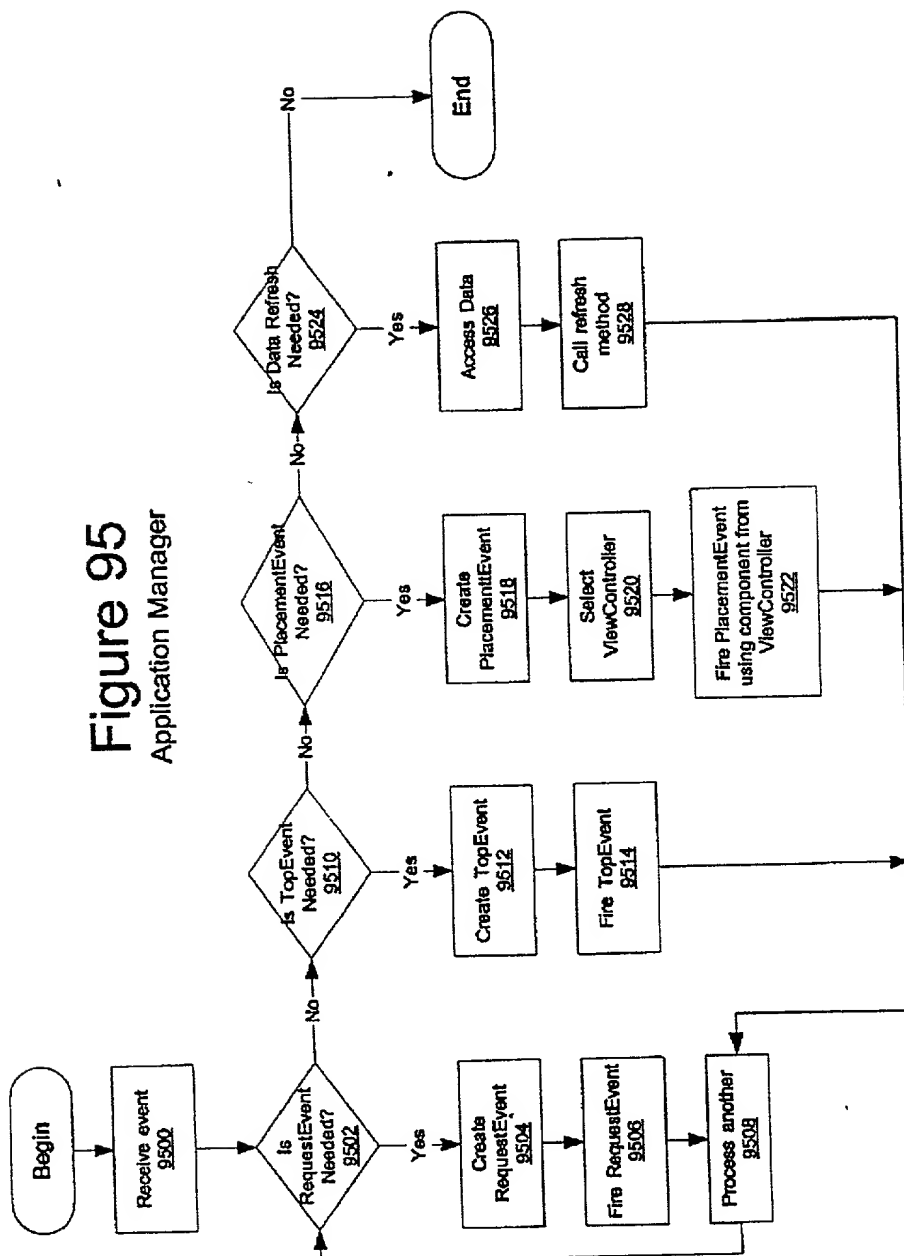 Figure 95
Application Manager
Begin
Receive event
9500
Is
RequestEvent
Needed?
9502
Yes
No
Create
RequestEvent
9504
Fire RequestEvent
9506
Process another
9508
Is TopEvent
Needed?
9510
Yes
No
Create TopEvent
9512
Fire TopEvent
9514
Is PlacementEvent
Needed?
9516
Yes
No
Create
PlacementtEvent
9518
Select
ViewController
9520
Fire PlacementEvent
using component from
ViewController
9522
Is Data Refresh
Needed?
9524
Yes
No
Access Data
9526
Call refresh
method
9528
End